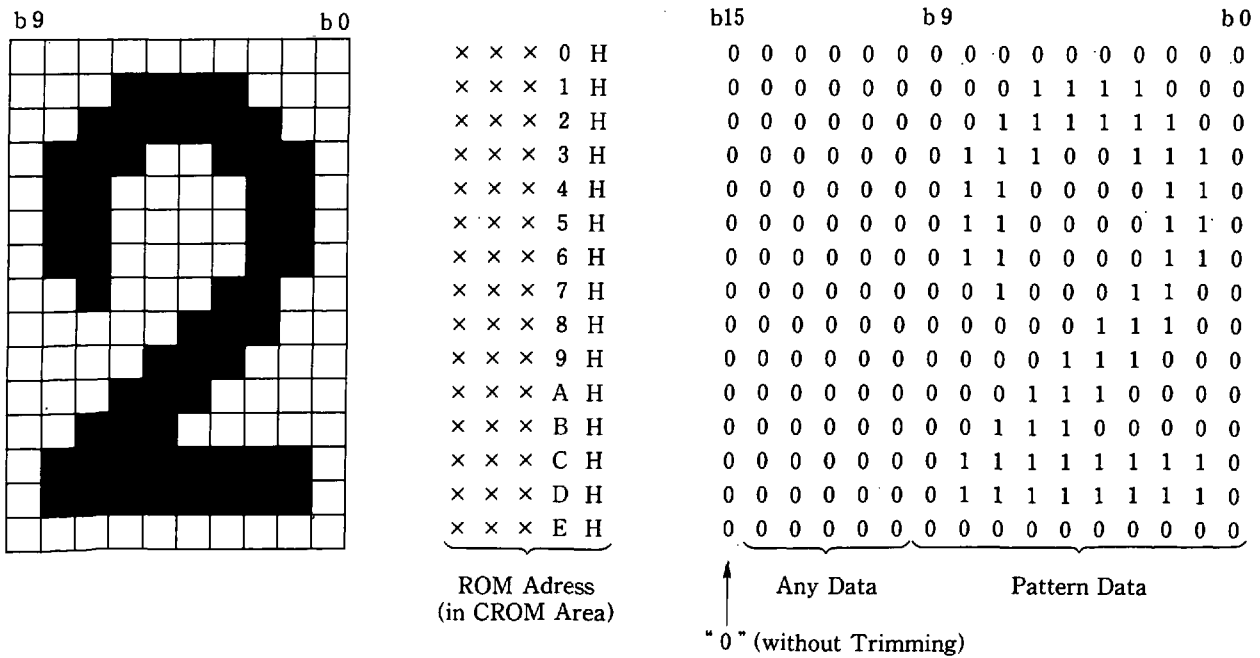 b9 b0 b15 b9 b0
× × × 0 H 0 0 0 0 0 0 0 0 0 0 0 0 0 0 0 0
× × × 1 H 0 0 0 0 0 0 0 0 0 1 1 1 1 0 0 0
× × × 2 H 0 0 0 0 0 0 0 0 1 1 1 1 1 1 0 0
× × × 3 H 0 0 0 0 0 0 0 1 1 1 0 0 1 1 1 0
× × × 4 H 0 0 0 0 0 0 0 1 1 0 0 0 0 1 1 0
× × × 5 H 0 0 0 0 0 0 0 1 1 0 0 0 0 1 1 0
× × × 6 H 0 0 0 0 0 0 0 1 1 0 0 0 0 1 1 0
× × × 7 H 0 0 0 0 0 0 0 0 1 0 0 0 1 1 0 0
× × × 8 H 0 0 0 0 0 0 0 0 0 0 0 1 1 1 0 0
× × × 9 H 0 0 0 0 0 0 0 0 0 0 1 1 1 0 0 0
× × × A H 0 0 0 0 0 0 0 0 0 1 1 1 0 0 0 0
× × × B H 0 0 0 0 0 0 0 0 1 1 1 0 0 0 0 0
× × × C H 0 0 0 0 0 0 0 1 1 1 1 1 1 1 1 0
× × × D H 0 0 0 0 0 0 0 1 1 1 1 1 1 1 1 0
× × × E H 0 0 0 0 0 0 0 0 0 0 0 0 0 0 0 0
ROM Adress Any Data Pattern Data
(in CROM Area)
"0" (without Trimming)